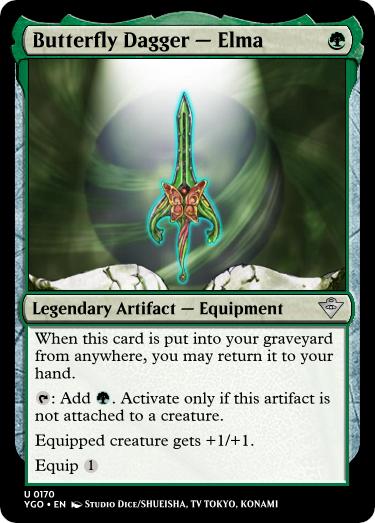 Butterfly Dagger — Elma
Legendary Artifact — Equipment
When this card is put into your graveyard
from anywhere, you may return it to your
hand.
: Add . Activate only if this artifact is
not attached to a creature.
Equipped creature gets +1/+1.
Equip 1
U 0170
YGO • EN Studio Dice/SHUEISHA, TV TOKYO, KONAMI